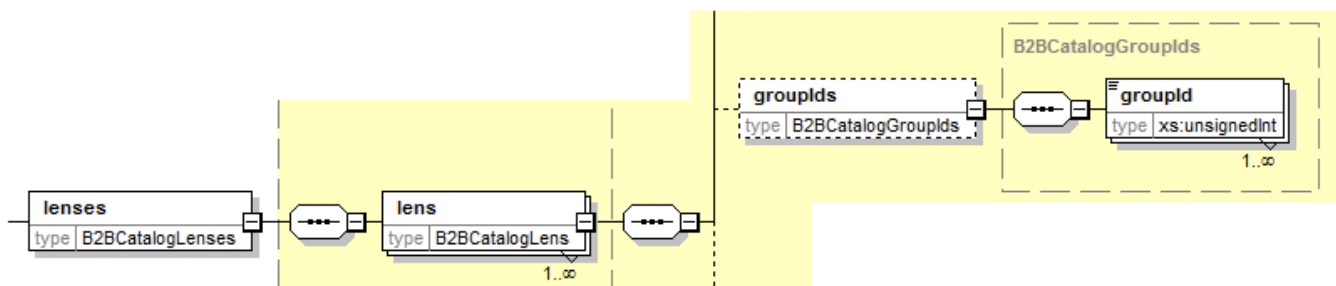 B2BCatalogGroupIds
groupIds
type B2BCatalogGroupIds
groupId
type xs:unsignedInt
1..∞
lenses
type B2BCatalogLenses
lens
type B2BCatalogLens
1..∞